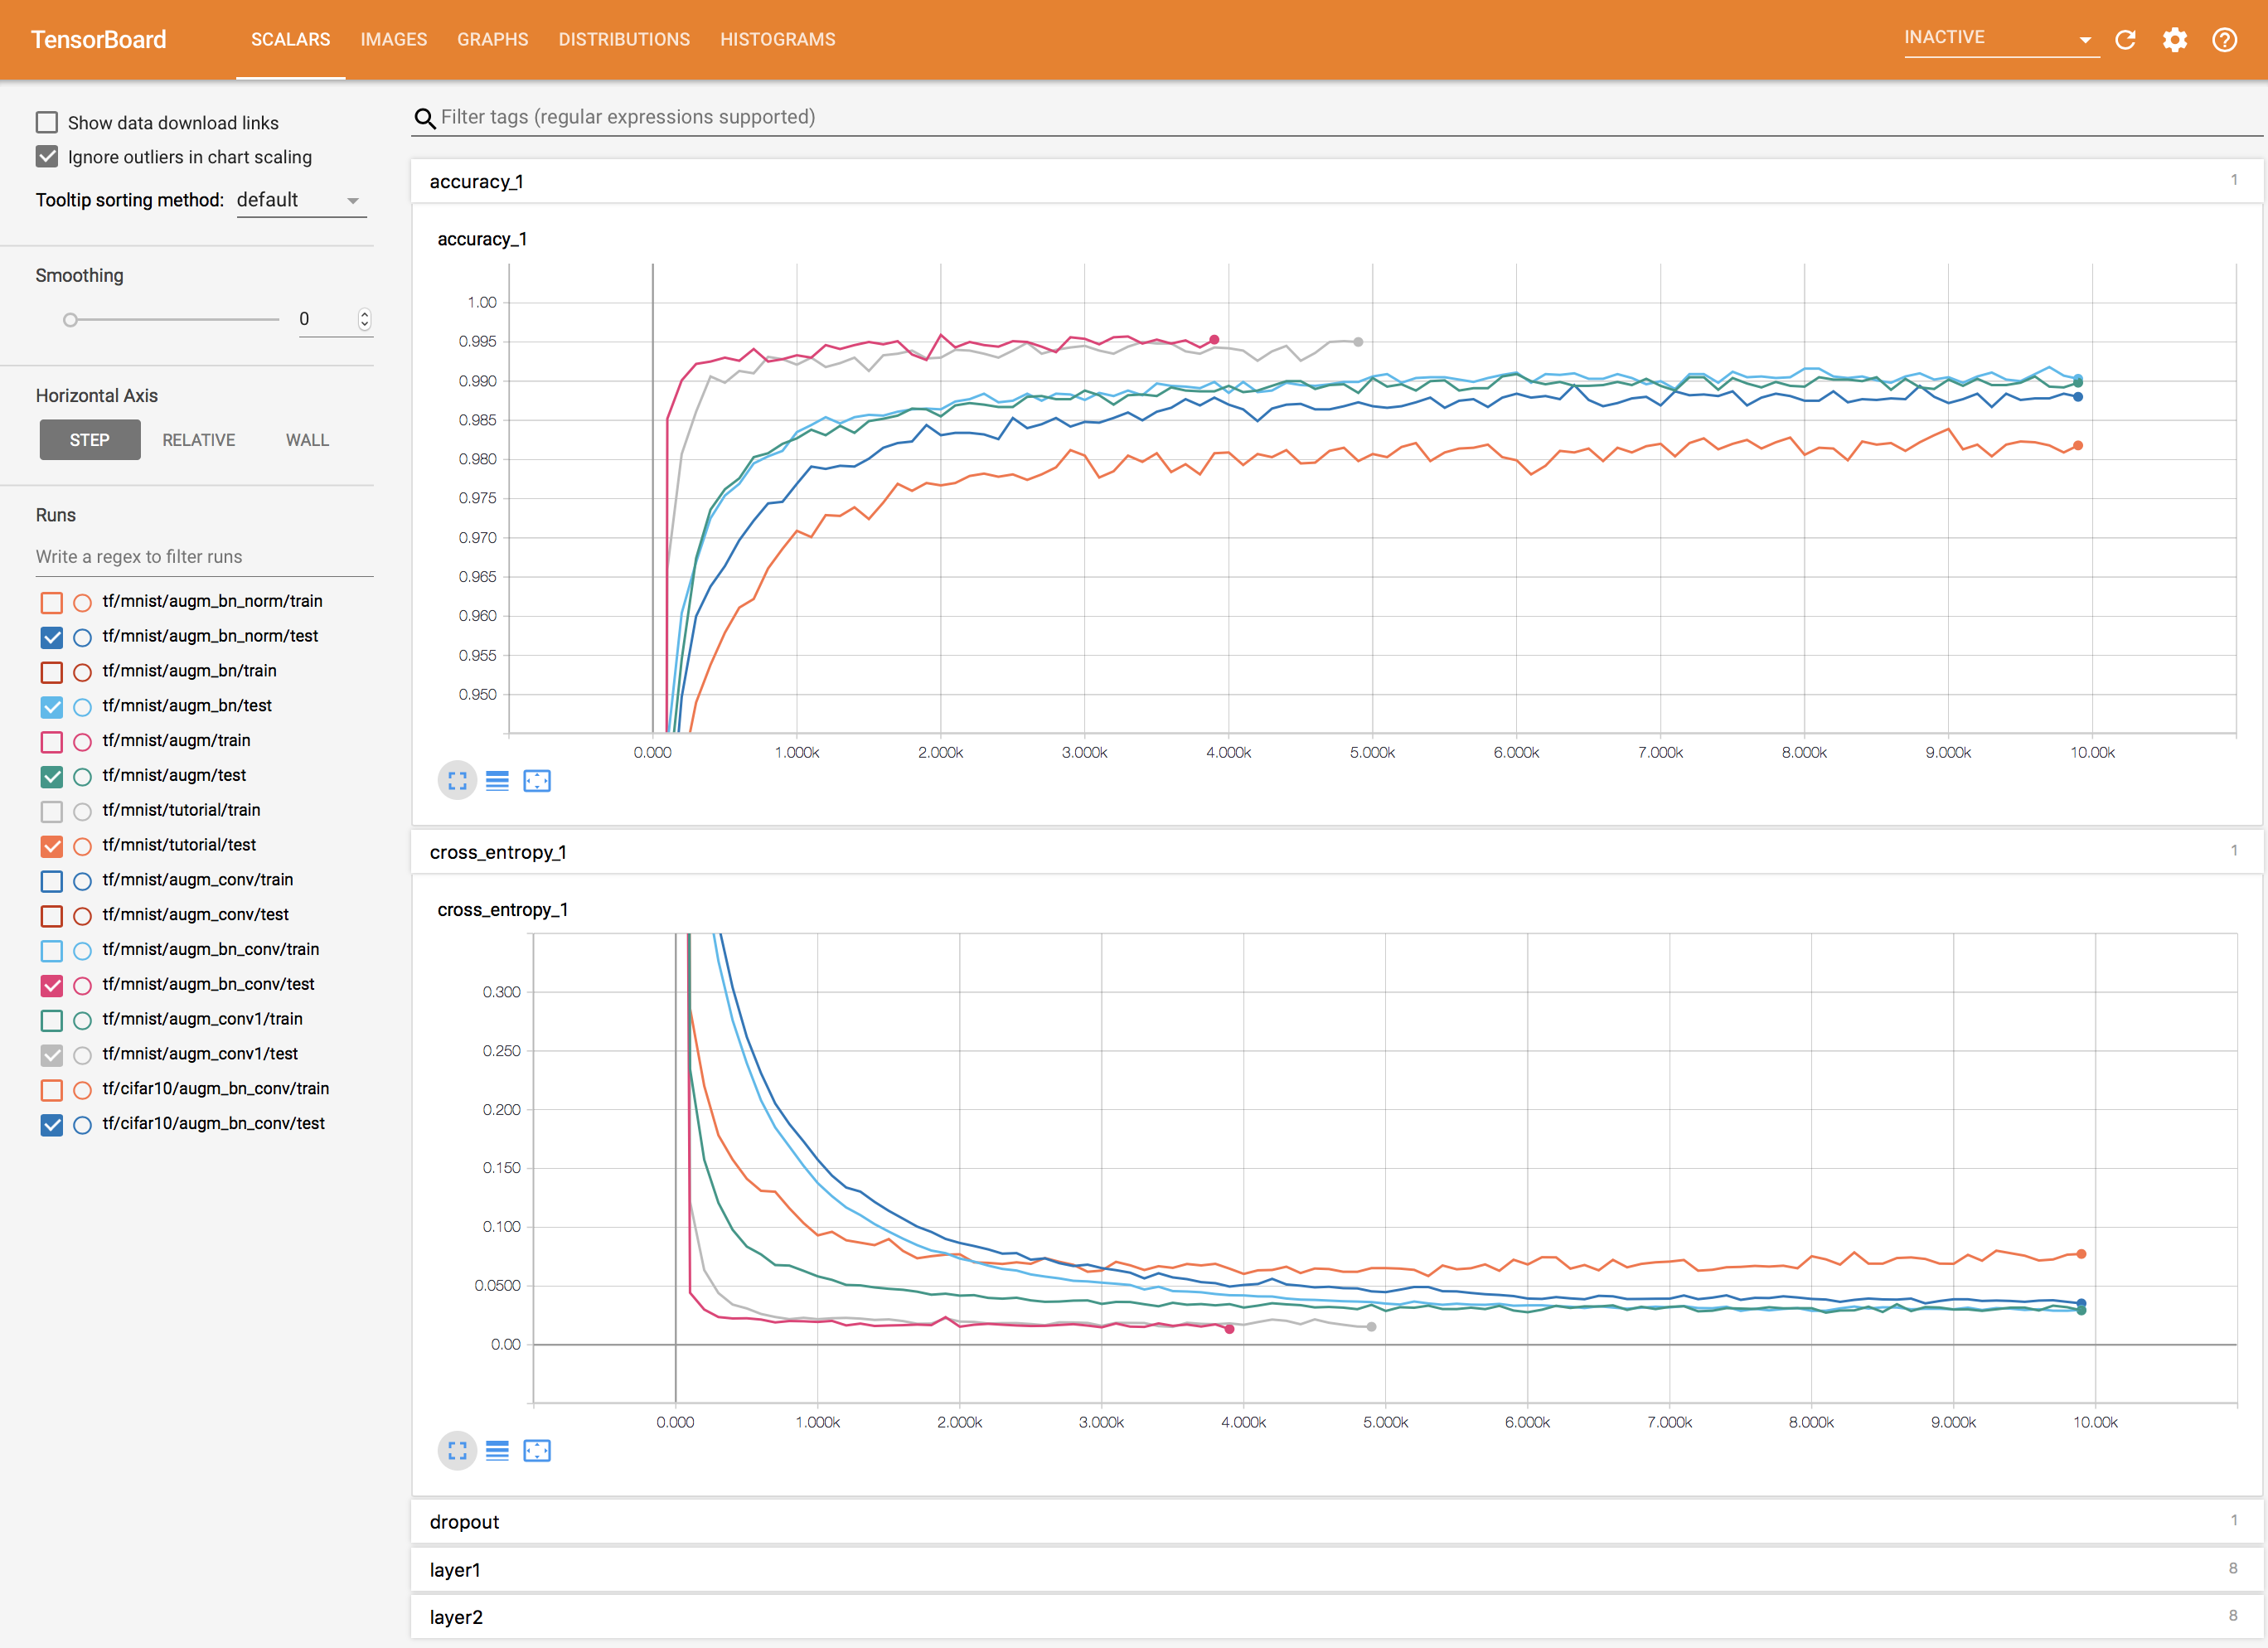 TensorBoard SCALARS IMAGES GRAPHS DISTRIBUTIONS HISTOGRAMS INACTIVE
Show data download links
Ignore outliers in chart scaling
Tooltip sorting method: default
Smoothing
0
Horizontal Axis
STEP RELATIVE WALL
Runs
Write a regex to filter runs
tf/mnist/augm_bn_norm/train
tf/mnist/augm_bn_norm/test
tf/mnist/augm_bn/train
tf/mnist/augm_bn/test
tf/mnist/augm/train
tf/mnist/augm/test
tf/mnist/tutorial/train
tf/mnist/tutorial/test
tf/mnist/augm_conv/train
tf/mnist/augm_conv/test
tf/mnist/augm_bn_conv/train
tf/mnist/augm_bn_conv/test
tf/mnist/augm_conv1/train
tf/mnist/augm_conv1/test
tf/cifar10/augm_bn_conv/train
tf/cifar10/augm_bn_conv/test
Filter tags (regular expressions supported)
accuracy_1 1
accuracy_1
1.00
0.995
0.990
0.985
0.980
0.975
0.970
0.965
0.960
0.955
0.950
0.000 1.000k 2.000k 3.000k 4.000k 5.000k 6.000k 7.000k 8.000k 9.000k 10.00k
cross_entropy_1 1
cross_entropy_1
0.300
0.250
0.200
0.150
0.100
0.0500
0.00
0.000 1.000k 2.000k 3.000k 4.000k 5.000k 6.000k 7.000k 8.000k 9.000k 10.00k
dropout 1
layer1 8
layer2 8